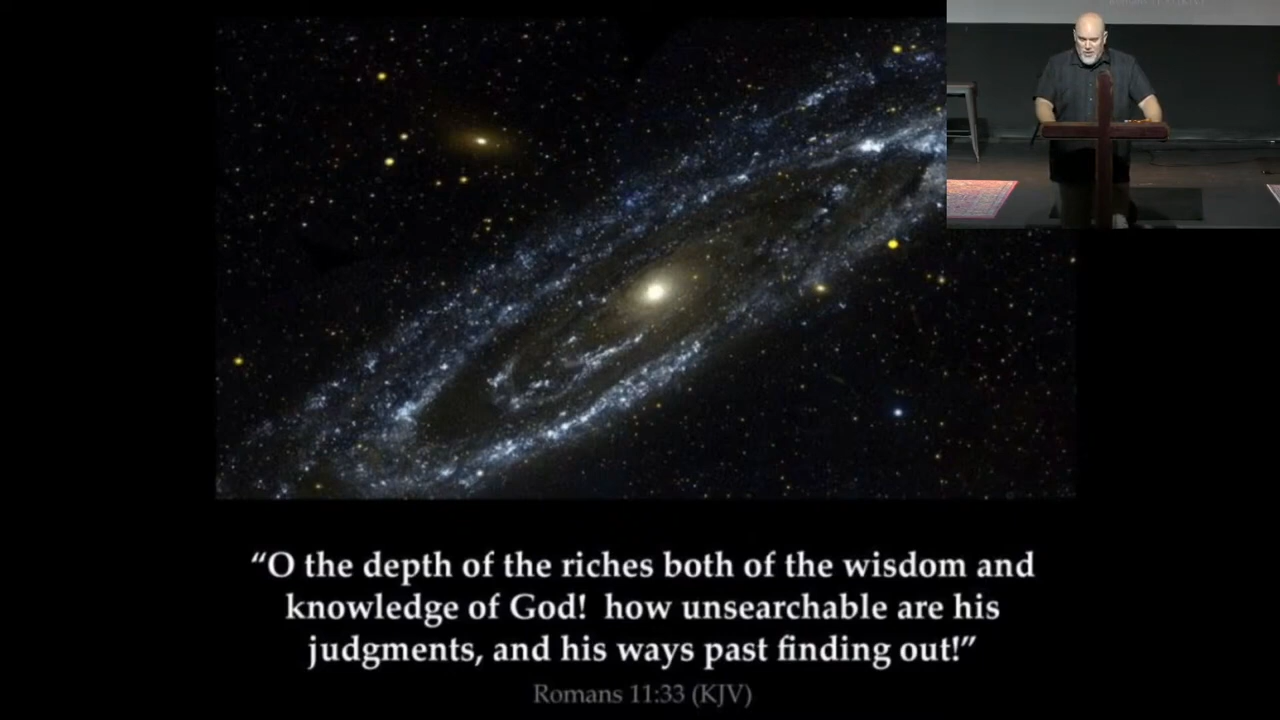 “O the depth of the riches both of the wisdom and
knowledge of God!  how unsearchable are his
judgments, and his ways past finding out!”
Romans 11:33 (KJV)